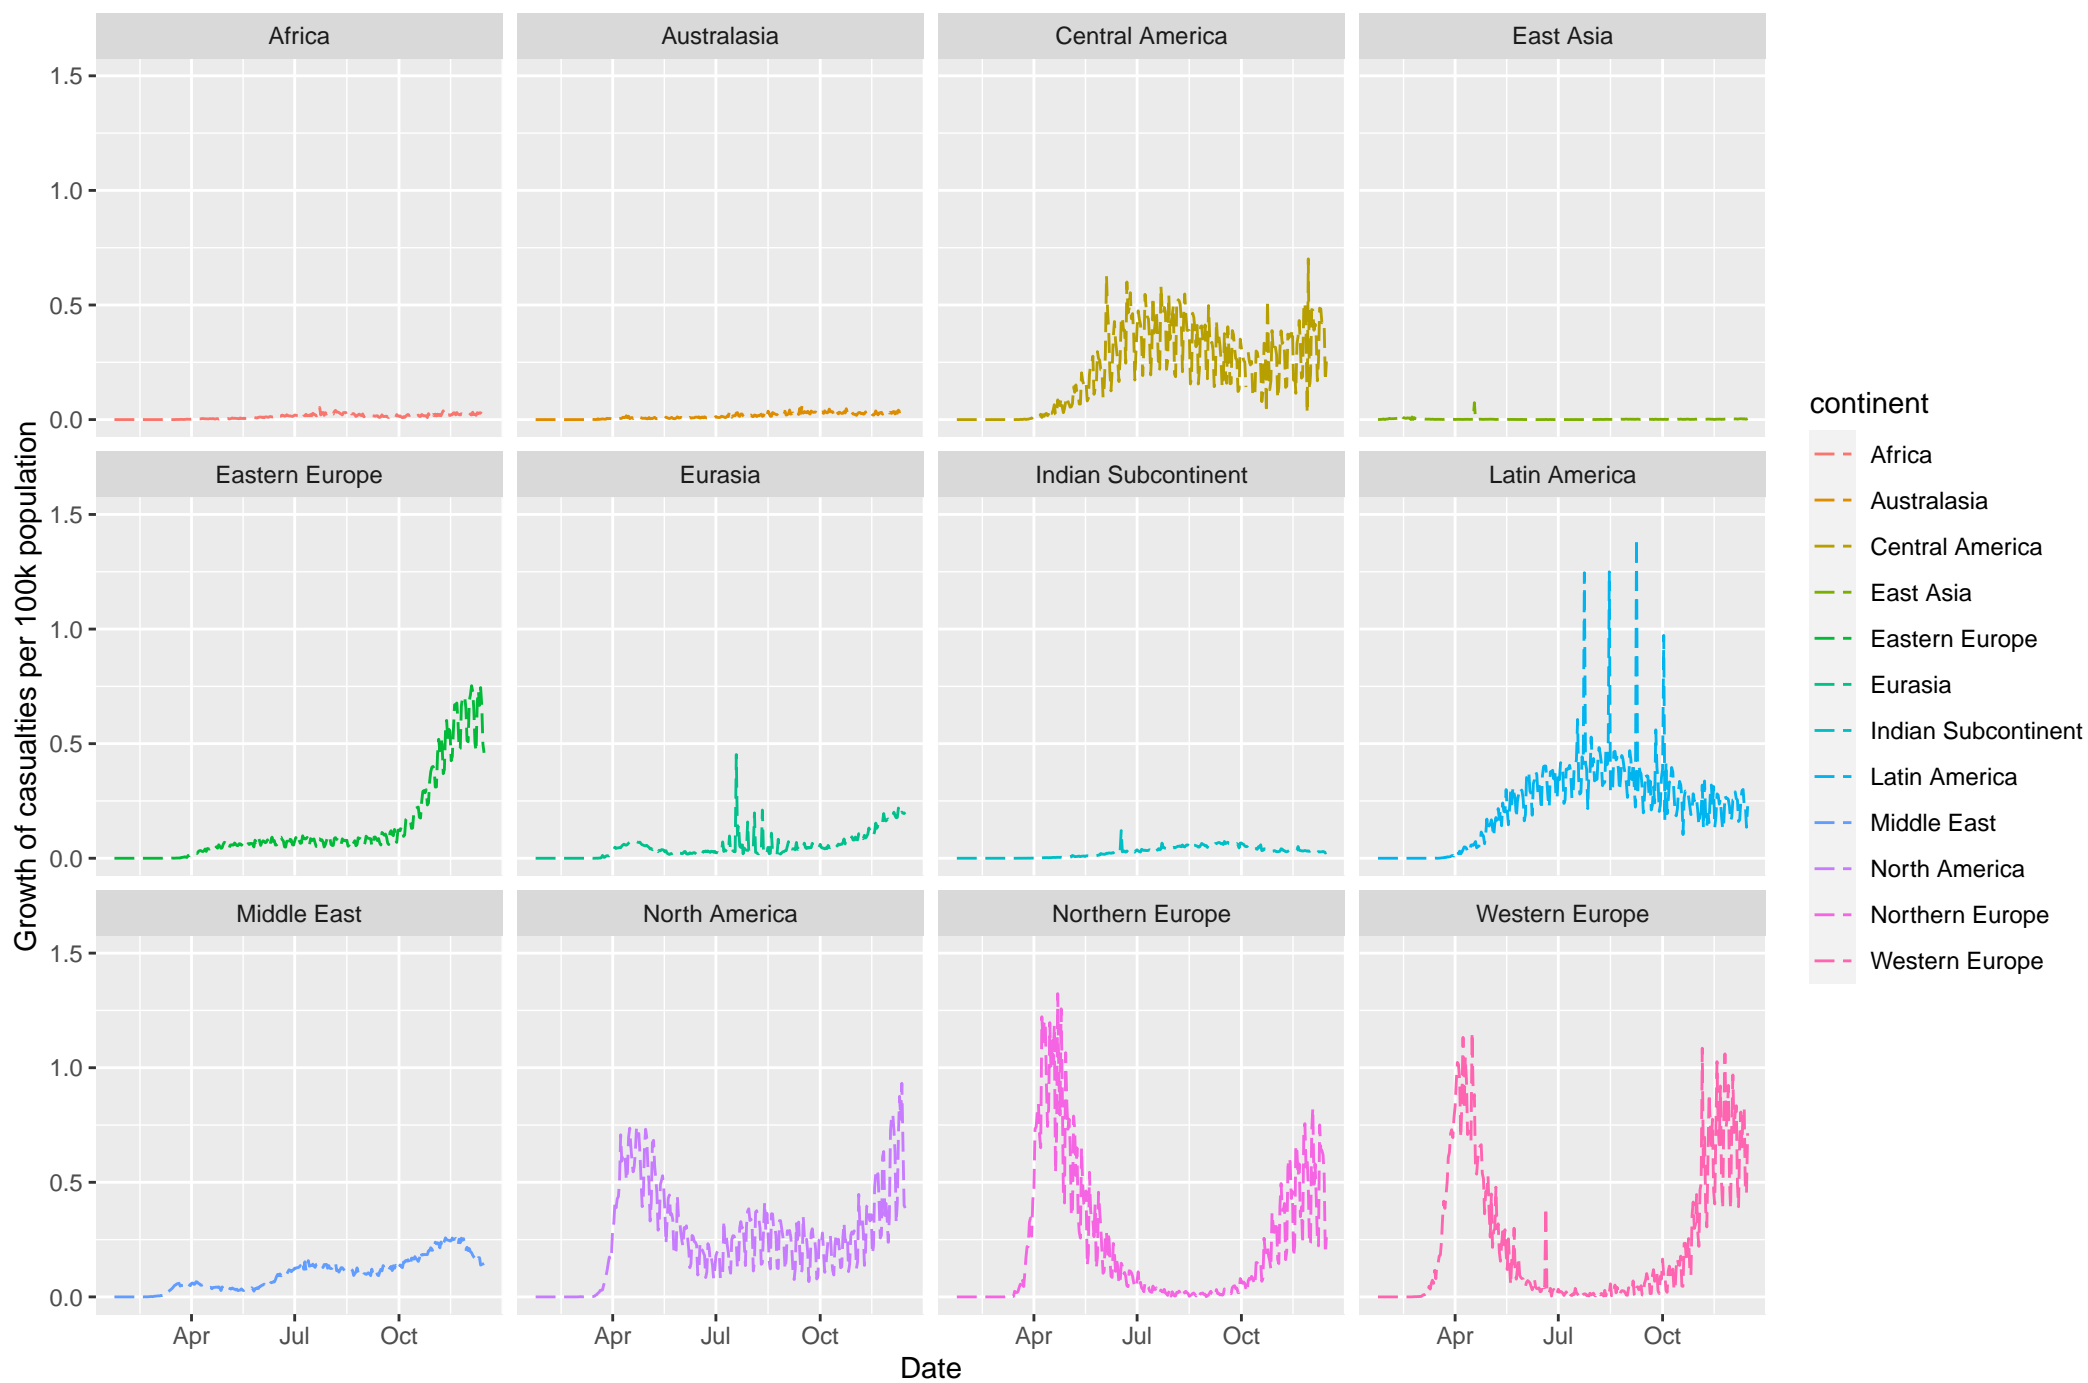 Africa
Australasia
Central America
East Asia
1.5
1.0
0.5
0.0
Eastern Europe
Eurasia
Indian Subcontinent
Latin America
1.5
1.0
0.5
0.0
Middle East
North America
Northern Europe
Western Europe
1.5
1.0
0.5
0.0
Apr Jul Oct
Apr Jul Oct
Apr Jul Oct
Apr Jul Oct
Date
Growth of casualties per 100k population
continent
Africa
Australasia
Central America
East Asia
Eastern Europe
Eurasia
Indian Subcontinent
Latin America
Middle East
North America
Northern Europe
Western Europe